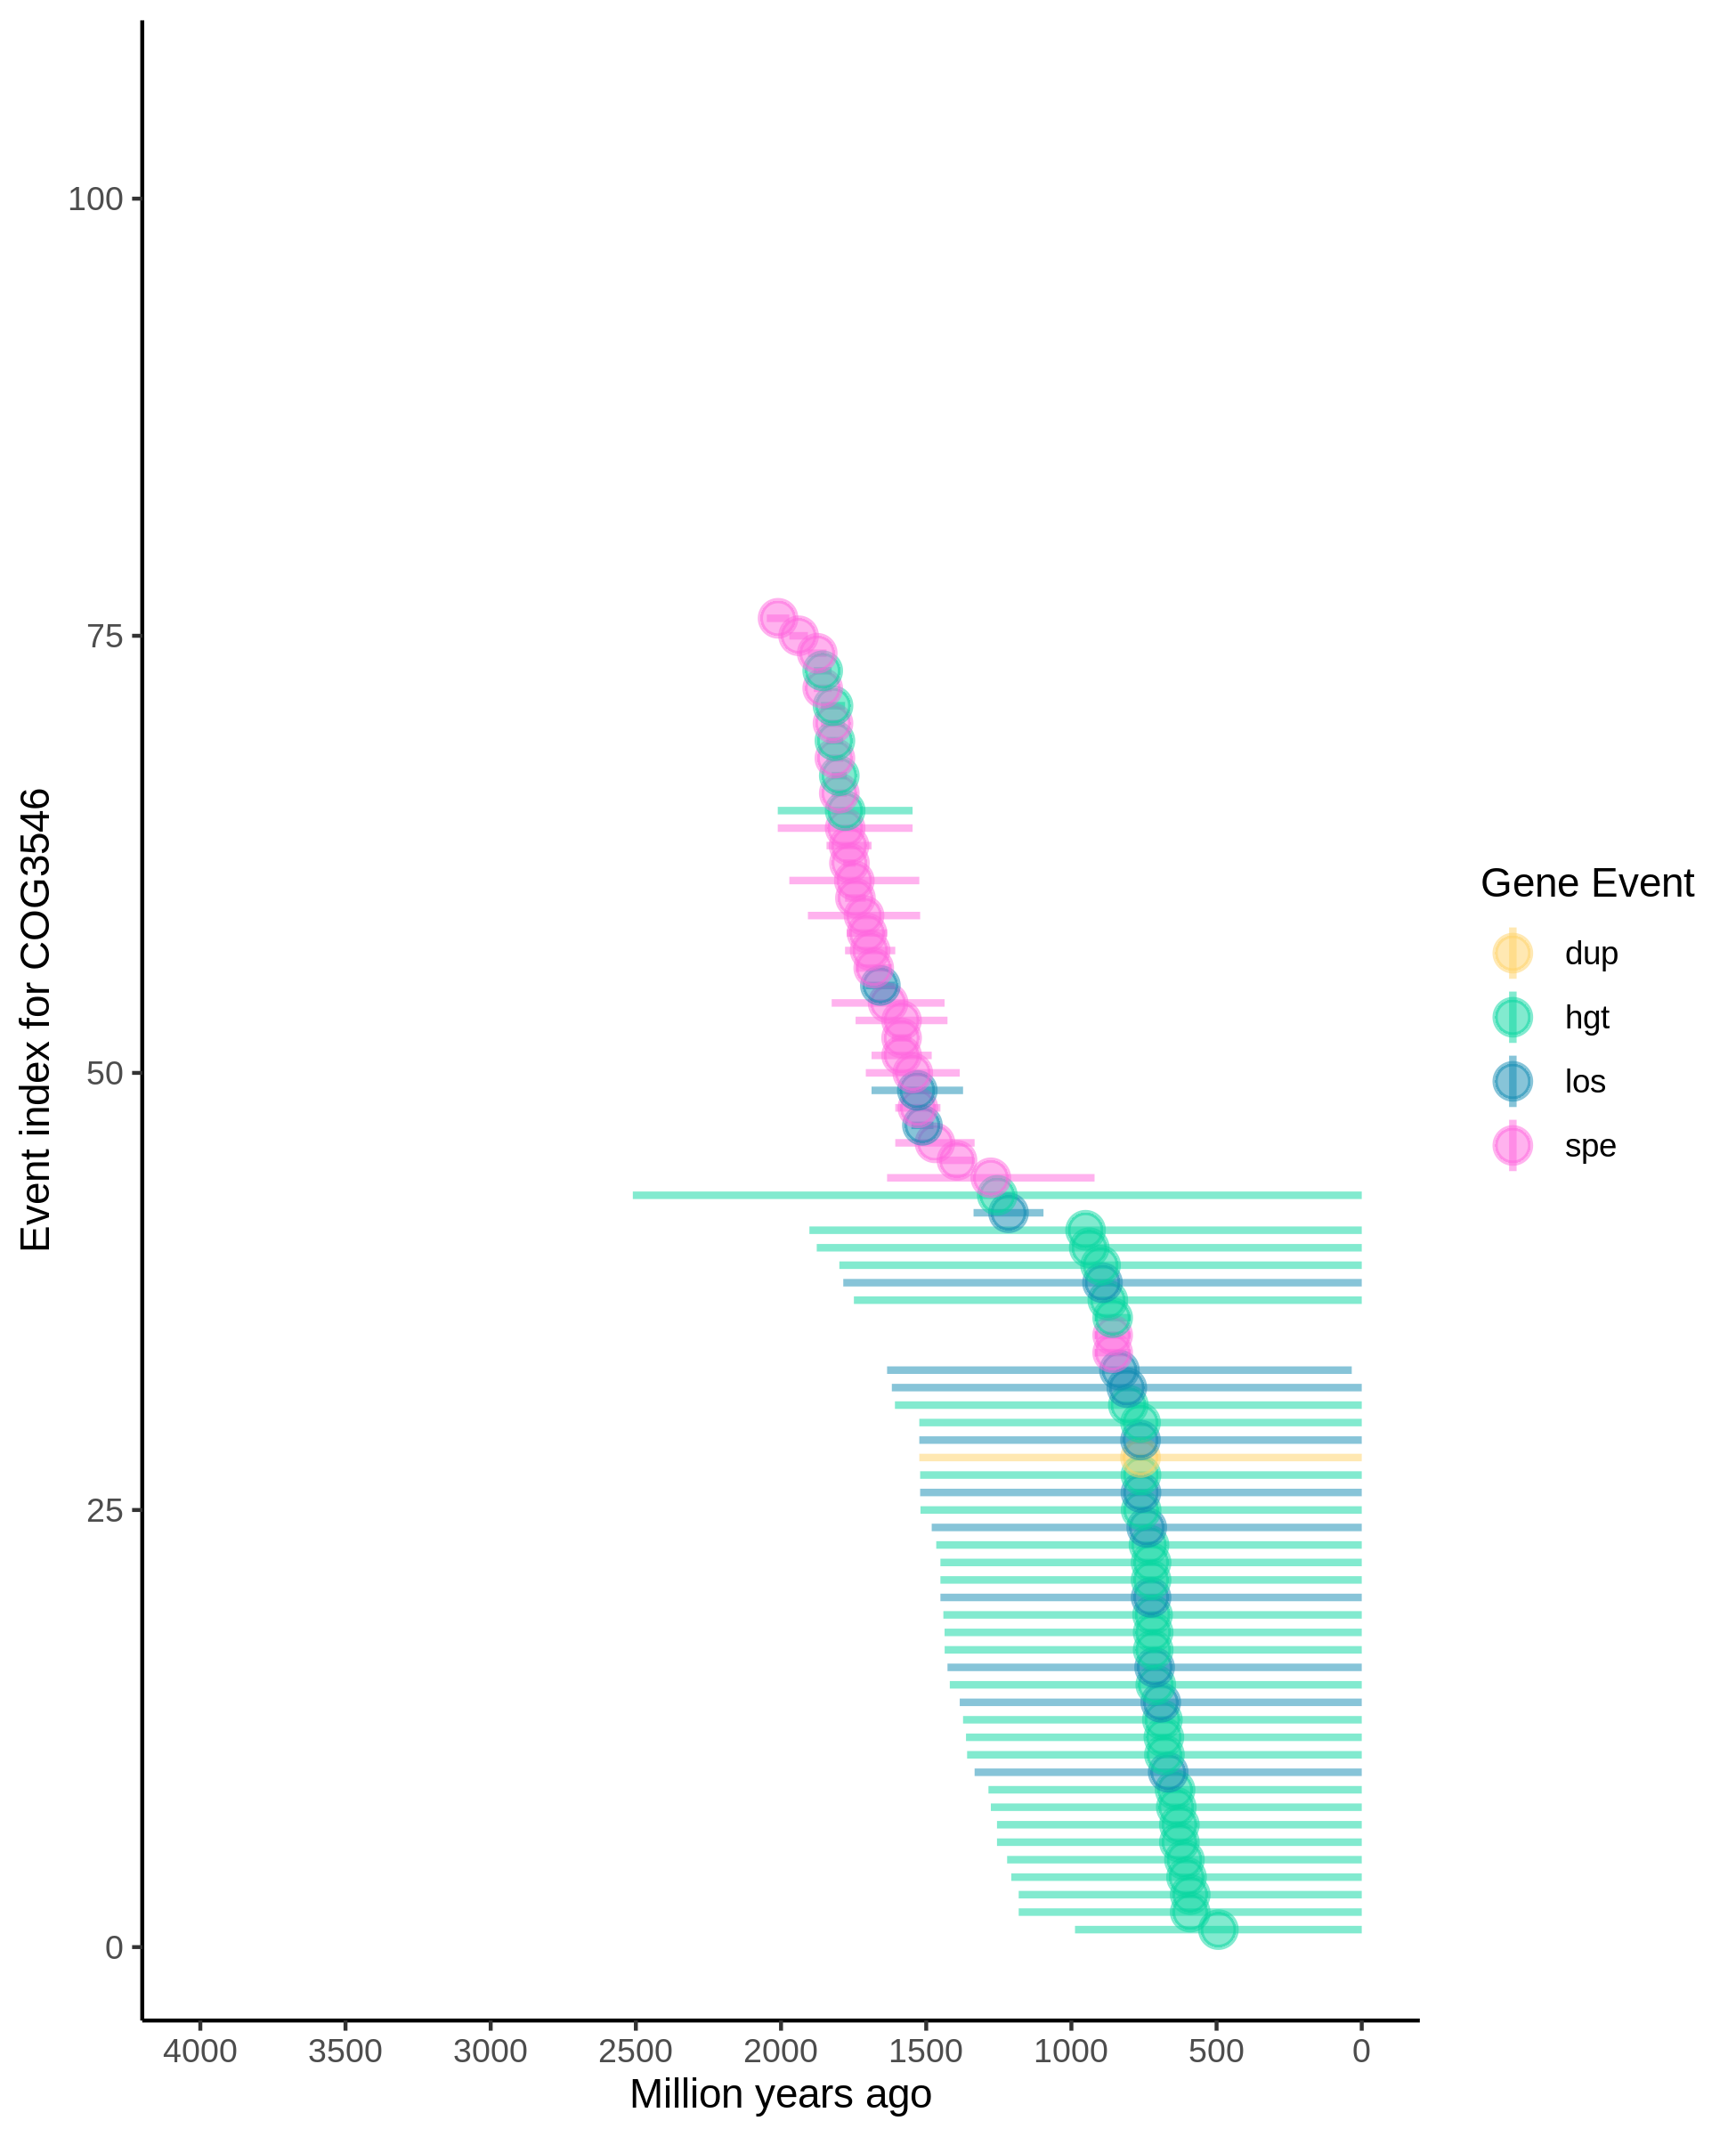 Event index for COG3546
100
75
50
25
0
4000 3500 3000 2500 2000 1500 1000 500 0
Million years ago
Gene Event
dup
hgt
los
spe